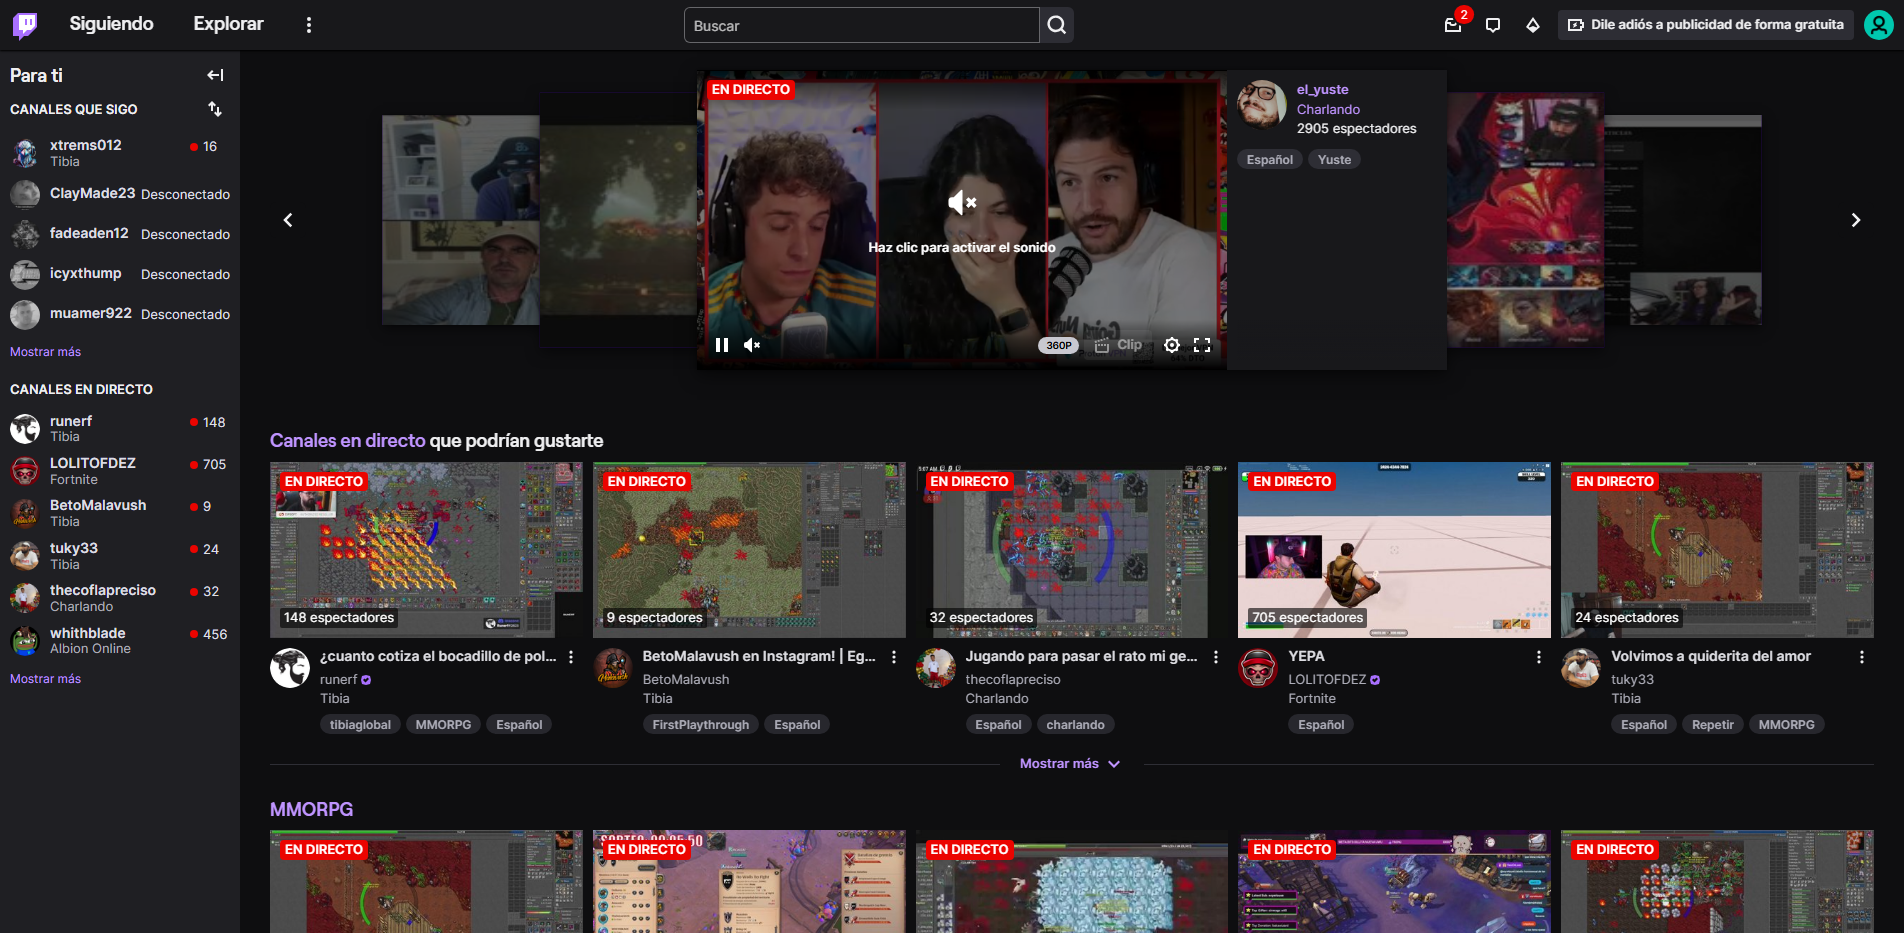 Siguiendo
Explorar
Buscar
2
Dile adiós a publicidad de forma gratuita
Para ti
CANALES QUE SIGO
xtrems012
16
Tibia
ClayMade23
Desconectado
fadeaden12
Desconectado
icyxthump
Desconectado
muamer922
Desconectado
Mostrar más
CANALES EN DIRECTO
runerf
148
Tibia
LOLITOFDEZ
705
Fortnite
BetoMalavush
9
Tibia
tuky33
24
Tibia
thecoflapreciso
32
Charlando
whithblade
456
Albion Online
Mostrar más
EN DIRECTO
Haz clic para activar el sonido
360P
Clip
el_yuste
Charlando
2905 espectadores
Español
Yuste
Canales en directo que podrían gustarte
EN DIRECTO
148 espectadores
¿cuanto cotiza el bocadillo de pol...
runerf
Tibia
tibiaglobal
MMORPG
Español
EN DIRECTO
9 espectadores
BetoMalavush en Instagram! | Eg...
BetoMalavush
Tibia
FirstPlaythrough
Español
EN DIRECTO
32 espectadores
Jugando para pasar el rato mi ge...
thecoflapreciso
Charlando
Español
charlando
EN DIRECTO
705 espectadores
YEPA
LOLITOFDEZ
Fortnite
Español
EN DIRECTO
24 espectadores
Volvimos a quiderita del amor
tuky33
Tibia
Español
Repetir
MMORPG
Mostrar más
MMORPG
EN DIRECTO
EN DIRECTO
EN DIRECTO
EN DIRECTO
EN DIRECTO